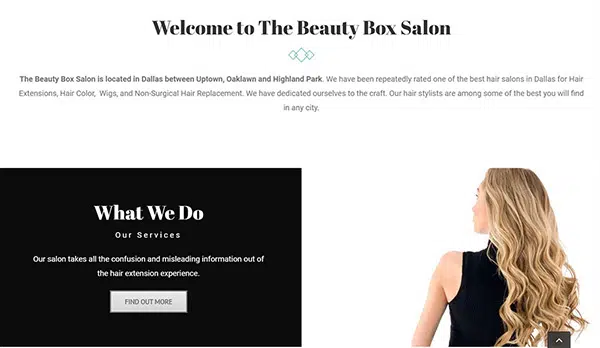 Welcome to The Beauty Box Salon
The Beauty Box Salon is located in Dallas between Uptown, Oaklawn and Highland Park. We have been repeatedly rated one of the best hair salons in Dallas for Hair
Extensions, Hair Color, Wigs, and Non-Surgical Hair Replacement. We have dedicated ourselves to the craft. Our hair stylists are among some of the best you will find
in any city.
What We Do
Our Services
Our salon takes all the confusion and misleading information out of
the hair extension experience.
FIND OUT MORE